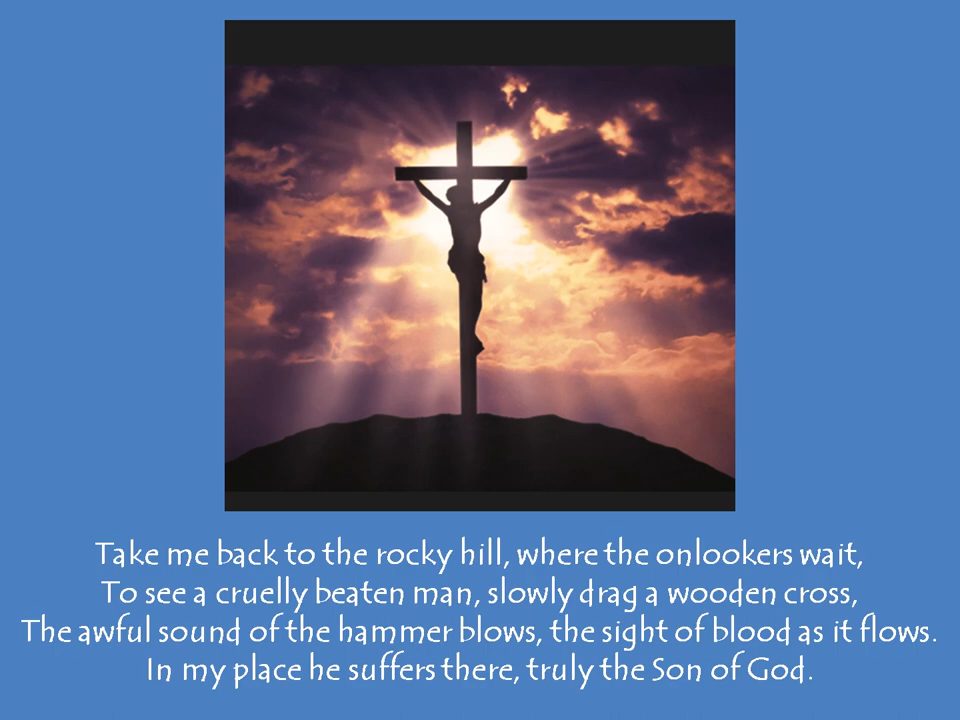 Take me back to the rocky hill, where the onlookers wait,
To see a cruelly beaten man, slowly drag a wooden cross,
The awful sound of the hammer blows, the sight of blood as it flows.
In my place he suffers there, truly the Son of God.